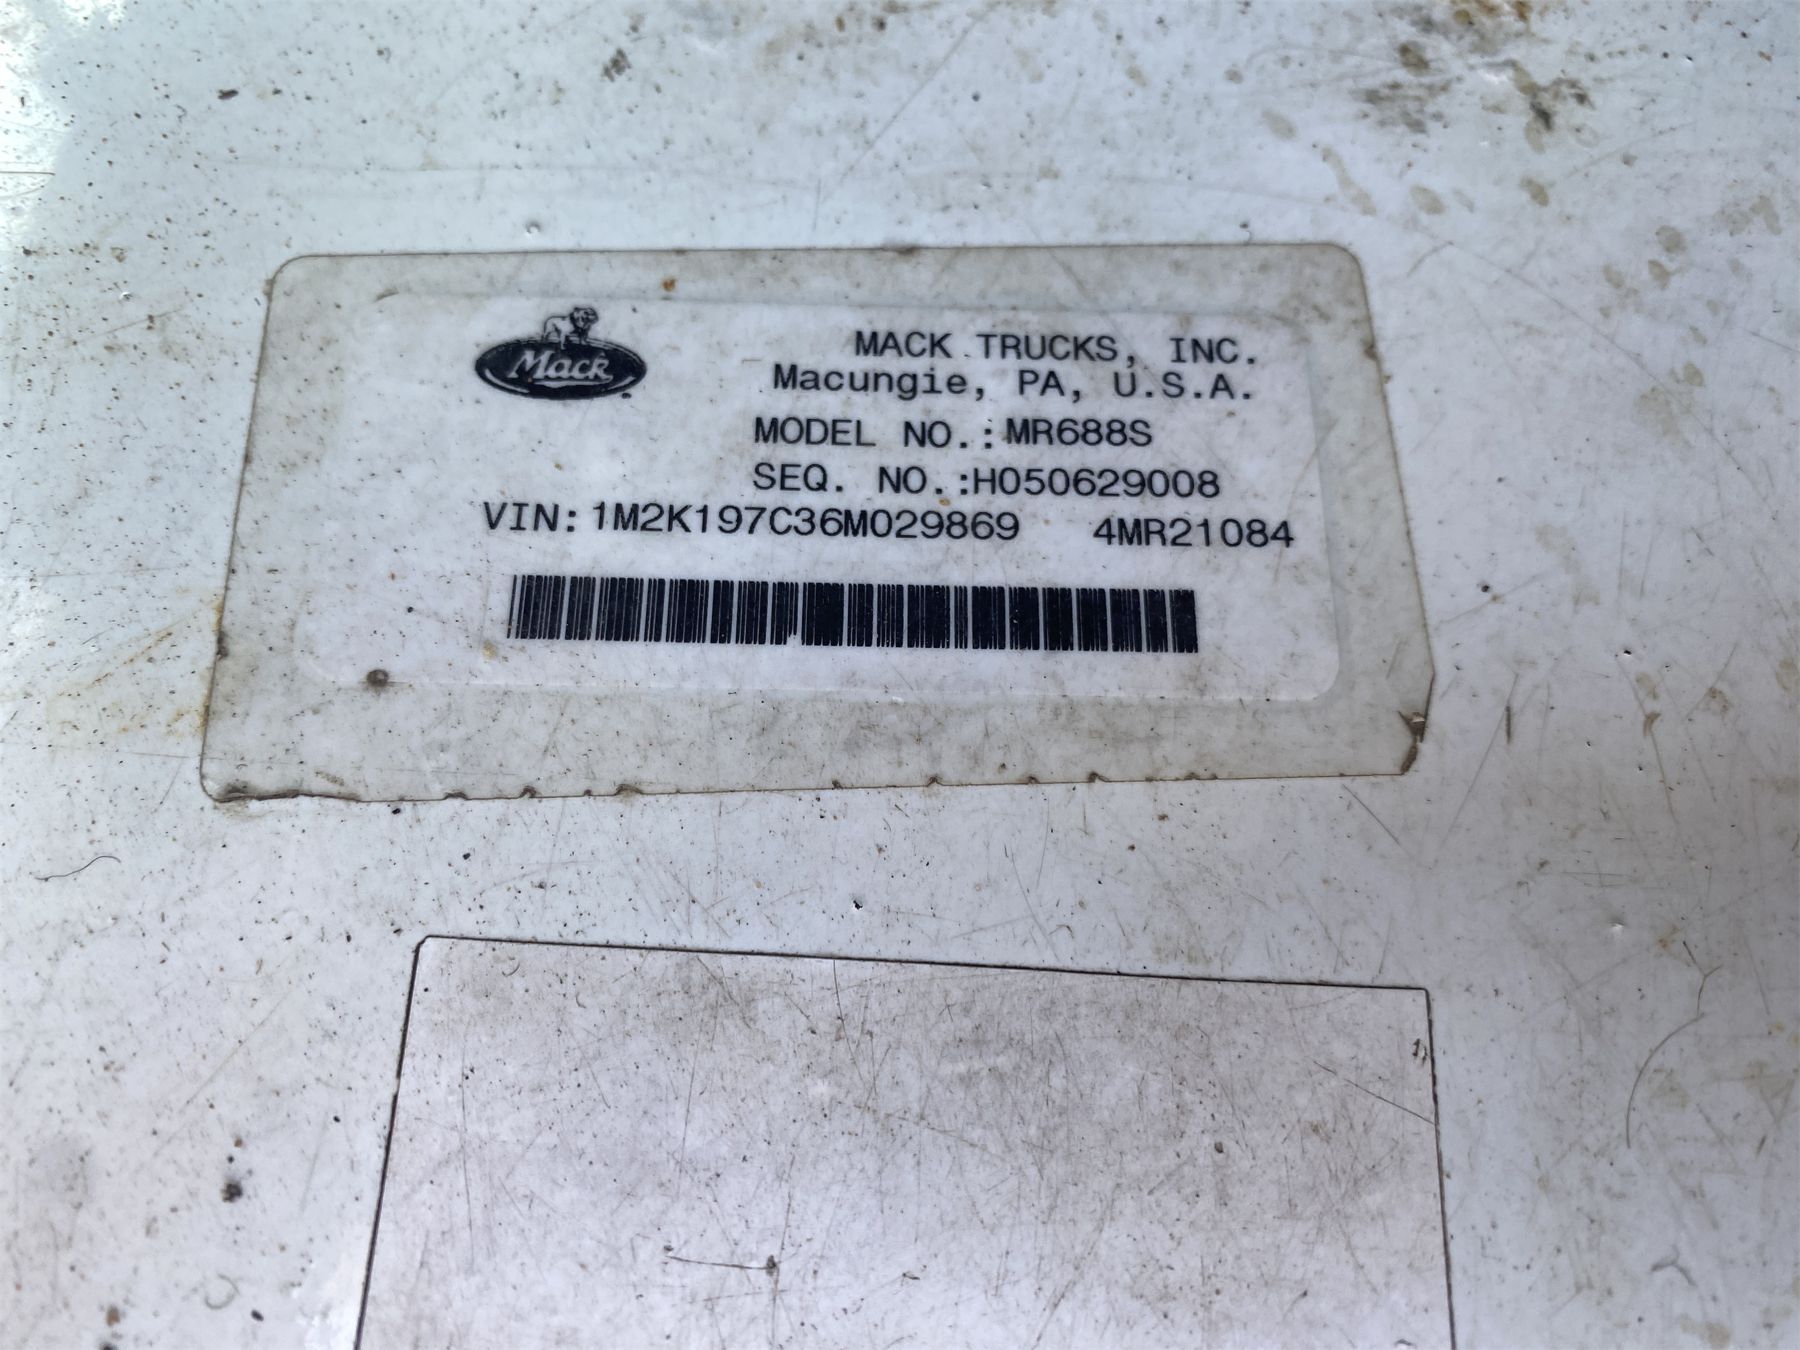 Mack
MACK TRUCKS, INC.
Macungie, PA, U.S.A.
MODEL NO.: MR688S
SEQ. NO.:H050629008
VIN: 1M2K197C36M029869 4MR21084